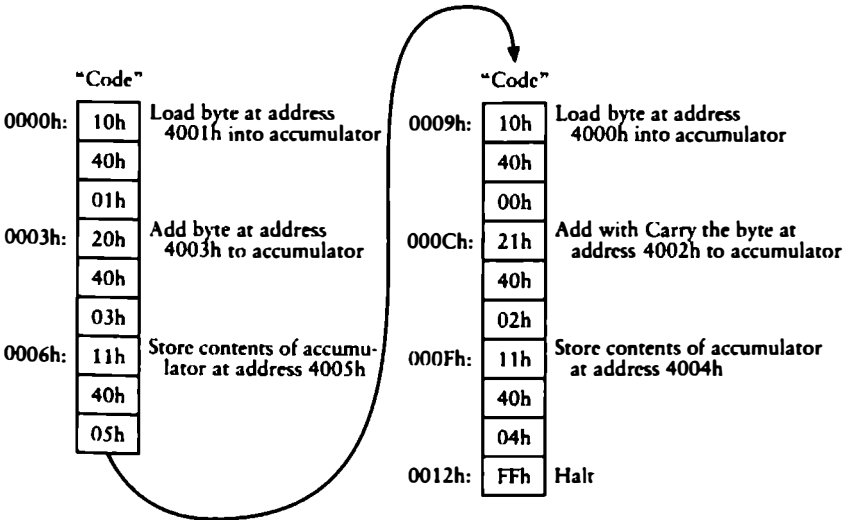 "Code"
0000h: 10h Load byte at address
4001h into accumulator
40h
01h
0003h: 20h Add byte at address
4003h to accumulator
40h
03h
0006h: 11h Store contents of accumu-
lator at address 4005h
40h
05h
"Code"
0009h: 10h Load byte at address
4000h into accumulator
40h
00h
000Ch: 21h Add with Carry the byte at
address 4002h to accumulator
40h
02h
000Fh: 11h Store contents of accumulator
at address 4004h
40h
04h
0012h: FFh Halt